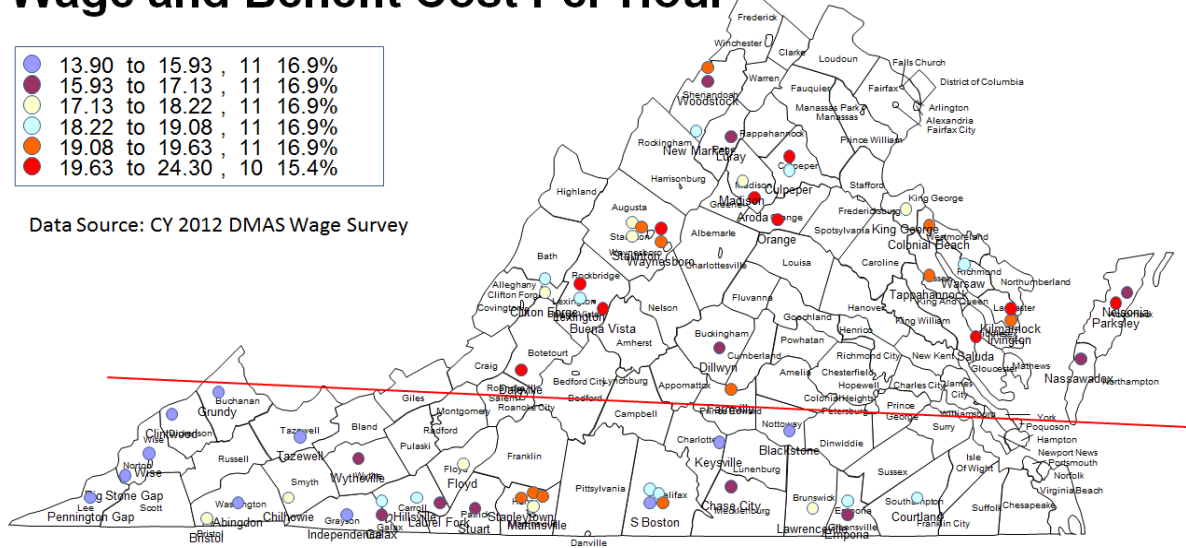 Wage and Benefit Cost Per Hour
13.90 to 15.93 , 11 16.9%
15.93 to 17.13 , 11 16.9%
17.13 to 18.22 , 11 16.9%
18.22 to 19.08 , 11 16.9%
19.08 to 19.63 , 11 16.9%
19.63 to 24.30 , 10 15.4%
Data Source: CY 2012 DMAS Wage Survey
Frederick
Winchester
Clarke
Loudoun
Falls Church
Warren
District of Columbia
Fauquier
Fairfax
Shenandoah
Woodstock
Manassas Park
Manassas
Arlington
Alexandria
Fairfax City
Rappahannock
Prince William
Rockingham
New Market
Luray
Culpeper
Culpeper
Harrisonburg
Madison
Stafford
Highland
Madison
King George
Greene
Augusta
Fredericksburg
Aroda
Orange
Spotsylvania
King George
Albemarle
Westmoreland
Colonial Beach
Staunton
Orange
Waynesboro
Staunton
Waynesboro
Bath
Charlottesville
Louisa
Caroline
Richmond
Rockbridge
Northumberland
Alleghany
Warsaw
Clifton Forge
Lexington
Fluvanna
Tappahannock
King And Queen
Covington
Clifton Forge
Lexington
Nelson
Hanover
Lancaster
Nelsonia
Goochland
King William
Parksley
Buena Vista
Henrico
Kilmarnock
Buckingham
Powhatan
Irvington
Amherst
Botetourt
Cumberland
Richmond City
New Kent
Saluda
Craig
Dillwyn
Amelia
Chesterfield
Gloucester
Mathews
Nassawadox
Northampton
Daleville
Bedford City
Lynchburg
Appomattox
Hopewell
Charles City
James
City
Salem
Giles
Bedford
Colonial Heights
Buchanan
Roanoke City
Prince Edward
Petersburg
Prince
George
Williamsburg
Grundy
Montgomery
Campbell
York
Poquoson
Nottoway
Surry
Clintwood
Dickenson
Tazewell
Bland
Radford
Charlotte
Hampton
Wise
Tazewell
Pulaski
Blackstone
Dinwiddie
Newport News
Portsmouth
Norton
Wise
Russell
Wythe
Wytheville
Floyd
Franklin
Keysville
Lunenburg
Isle
Of Wight
Norfolk
Sussex
Smyth
Floyd
Pittsylvania
Virginia Beach
Big Stone Gap
Lee
Scott
Washington
Chilhowie
Carroll
Halifax
Chase City
Brunswick
Southampton
Suffolk
Chesapeake
Pennington Gap
Abingdon
Grayson
Hillsville
Laurel Fork
Patrick
Stanleytown
Mecklenburg
Emporia
Courtland
Bristol
Bristol
Independence
Galax
Galax
Stuart
Martinsville
S Boston
Lawrenceville
Greensville
Emporia
Franklin City
Danville